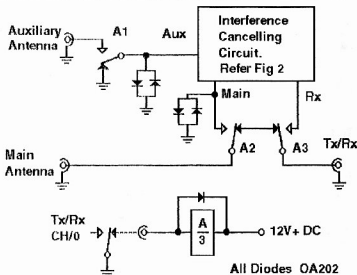 Auxiliary Antenna
A1
Aux
Interference
Cancelling
Circuit.
Refer Fig 2
Main
Rx
Tx/Rx
A2
A3
Main
Antenna
Tx/Rx
CH/0
A
3
12V+ DC
All Diodes OA202